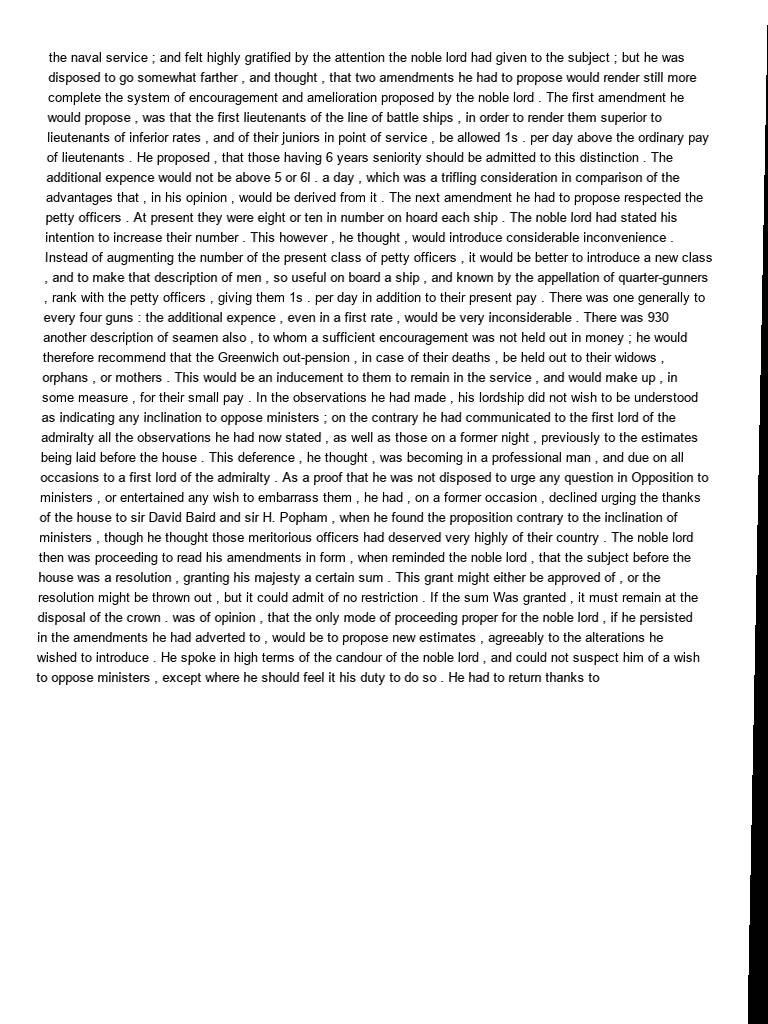 the naval service ; and felt highly gratified by the attention the noble lord had given to the subject ; but he was
disposed to go somewhat farther , and thought , that two amendments he had to propose would render still more
complete the system of encouragement and amelioration proposed by the noble lord . The first amendment he
would propose , was that the first lieutenants of the line of battle ships , in order to render them superior to
lieutenants of inferior rates , and of their juniors in point of service , be allowed 1s . per day above the ordinary pay
of lieutenants . He proposed , that those having 6 years seniority should be admitted to this distinction . The
additional expence would not be above 5 or 6l . a day , which was a trifling consideration in comparison of the
advantages that , in his opinion , would be derived from it . The next amendment he had to propose respected the
petty officers . At present they were eight or ten in number on hoard each ship . The noble lord had stated his
intention to increase their number . This however , he thought , would introduce considerable inconvenience .
Instead of augmenting the number of the present class of petty officers , it would be better to introduce a new class
, and to make that description of men , so useful on board a ship , and known by the appellation of quarter-gunners
, rank with the petty officers , giving them 1s . per day in addition to their present pay . There was one generally to
every four guns : the additional expence , even in a first rate , would be very inconsiderable . There was 930
another description of seamen also , to whom a sufficient encouragement was not held out in money ; he would
therefore recommend that the Greenwich out-pension , in case of their deaths , be held out to their widows ,
orphans , or mothers . This would be an inducement to them to remain in the service , and would make up , in
some measure , for their small pay . In the observations he had made , his lordship did not wish to be understood
as indicating any inclination to oppose ministers ; on the contrary he had communicated to the first lord of the
admiralty all the observations he had now stated , as well as those on a former night , previously to the estimates
being laid before the house . This deference , he thought , was becoming in a professional man , and due on all
occasions to a first lord of the admiralty . As a proof that he was not disposed to urge any question in Opposition to
ministers , or entertained any wish to embarrass them , he had , on a former occasion , declined urging the thanks
of the house to sir David Baird and sir H. Popham , when he found the proposition contrary to the inclination of
ministers , though he thought those meritorious officers had deserved very highly of their country . The noble lord
then was proceeding to read his amendments in form , when reminded the noble lord , that the subject before the
house was a resolution , granting his majesty a certain sum . This grant might either be approved of , or the
resolution might be thrown out , but it could admit of no restriction . If the sum Was granted , it must remain at the
disposal of the crown . was of opinion , that the only mode of proceeding proper for the noble lord , if he persisted
in the amendments he had adverted to , would be to propose new estimates , agreeably to the alterations he
wished to introduce . He spoke in high terms of the candour of the noble lord , and could not suspect him of a wish
to oppose ministers , except where he should feel it his duty to do so . He had to return thanks to